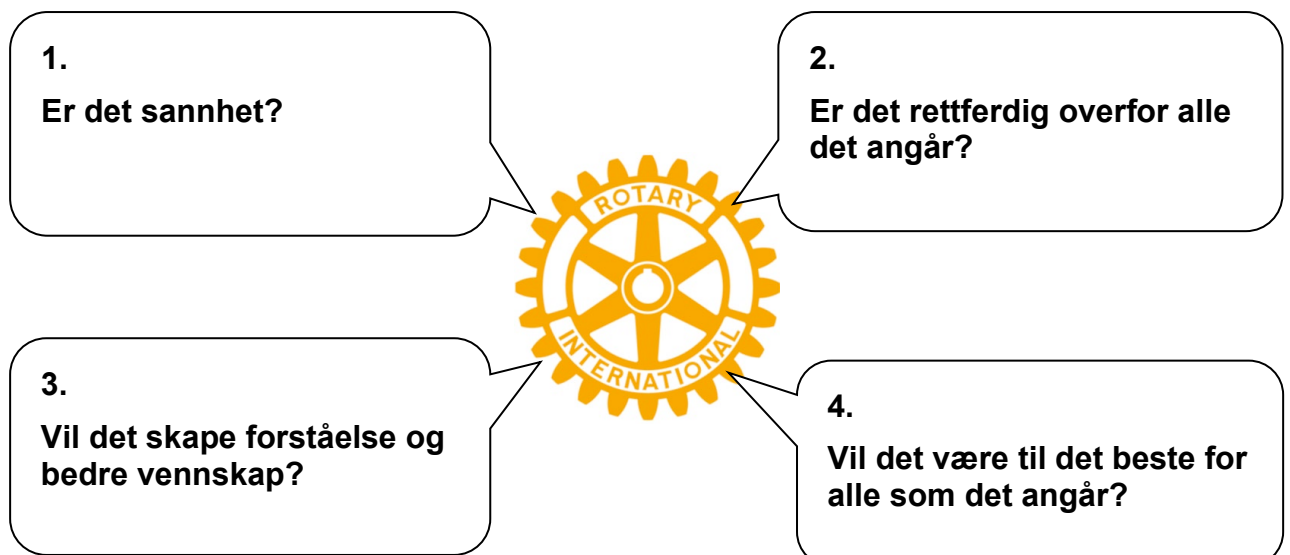 1.
Er det sannhet?
2.
Er det rettferdig overfor alle
det angår?
ROTARY
INTERNATIONAL
3.
Vil det skape forståelse og
bedre vennskap?
4.
Vil det være til det beste for
alle som det angår?